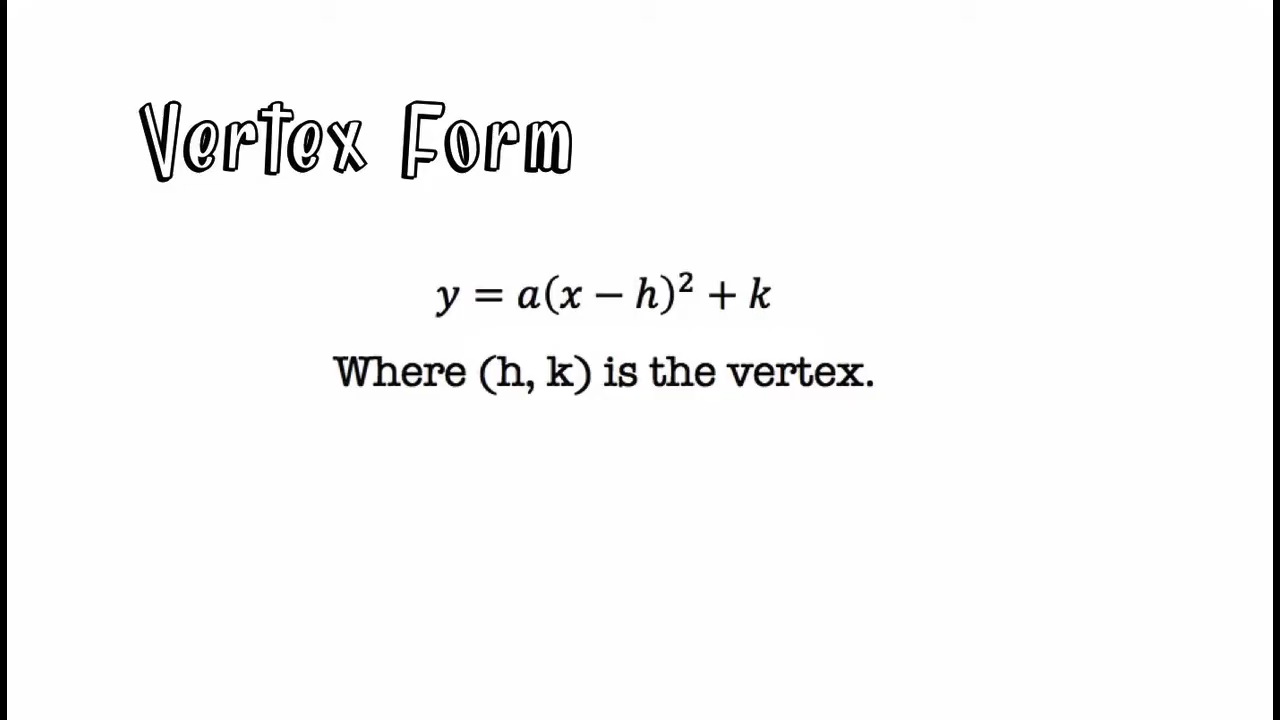 Vertex Form
y = a(x − h)² + k
Where (h, k) is the vertex.